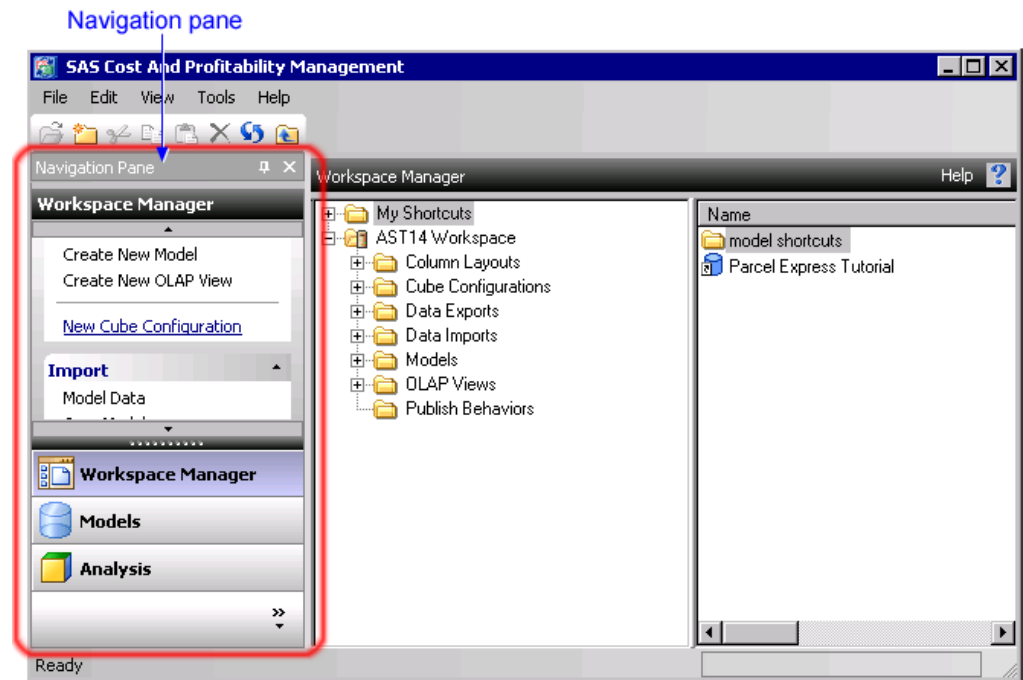 Navigation pane
SAS Cost And Profitability Management
File Edit View Tools Help
Navigation Pane
Workspace Manager
Create New Model
Create New OLAP View
New Cube Configuration
Import
Model Data
Workspace Manager
Models
Analysis
Workspace Manager
Help ?
My Shortcuts
AST14 Workspace
Column Layouts
Cube Configurations
Data Exports
Data Imports
Models
OLAP Views
Publish Behaviors
Name
model shortcuts
Parcel Express Tutorial
Ready